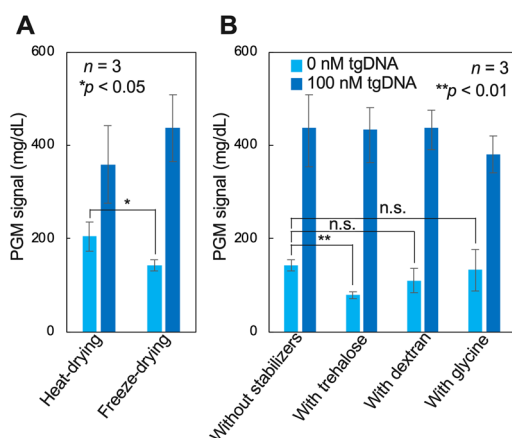 A
PGM signal (mg/dL)
600
400
200
0
n = 3
*p < 0.05
*
Heat-drying
Freeze-drying
B
PGM signal (mg/dL)
600
400
200
0
0 nM tgDNA
100 nM tgDNA
n = 3
**p < 0.01
n.s.
n.s.
**
Without stabilizers
With trehalose
With dextran
With glycine